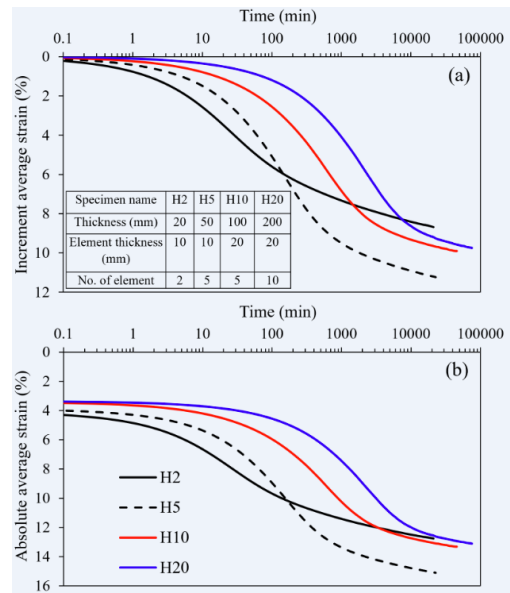 Time (min)
0.1 1 10 100 1000 10000 100000
0
2
4
6
8
10
12
Increment average strain (%)
(a)
Specimen name H2 H5 H10 H20
Thickness (mm) 20 50 100 200
Element thickness (mm) 10 10 20 20
No. of element 2 5 5 10
Time (min)
0.1 1 10 100 1000 10000 100000
0
2
4
6
8
10
12
14
16
Absolute average strain (%)
(b)
H2
H5
H10
H20